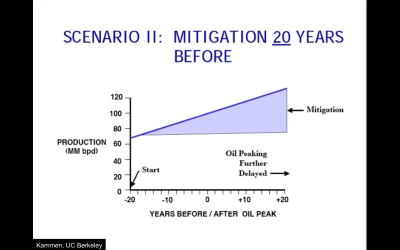 SCENARIO II: MITIGATION 20 YEARS
BEFORE
120
100
80
60
40
20
0
PRODUCTION
(MM bpd)
Mitigation
Start
Oil Peaking
Further
Delayed
-20 -10 0 +10 +20
YEARS BEFORE / AFTER OIL PEAK
Kammen, UC Berkeley